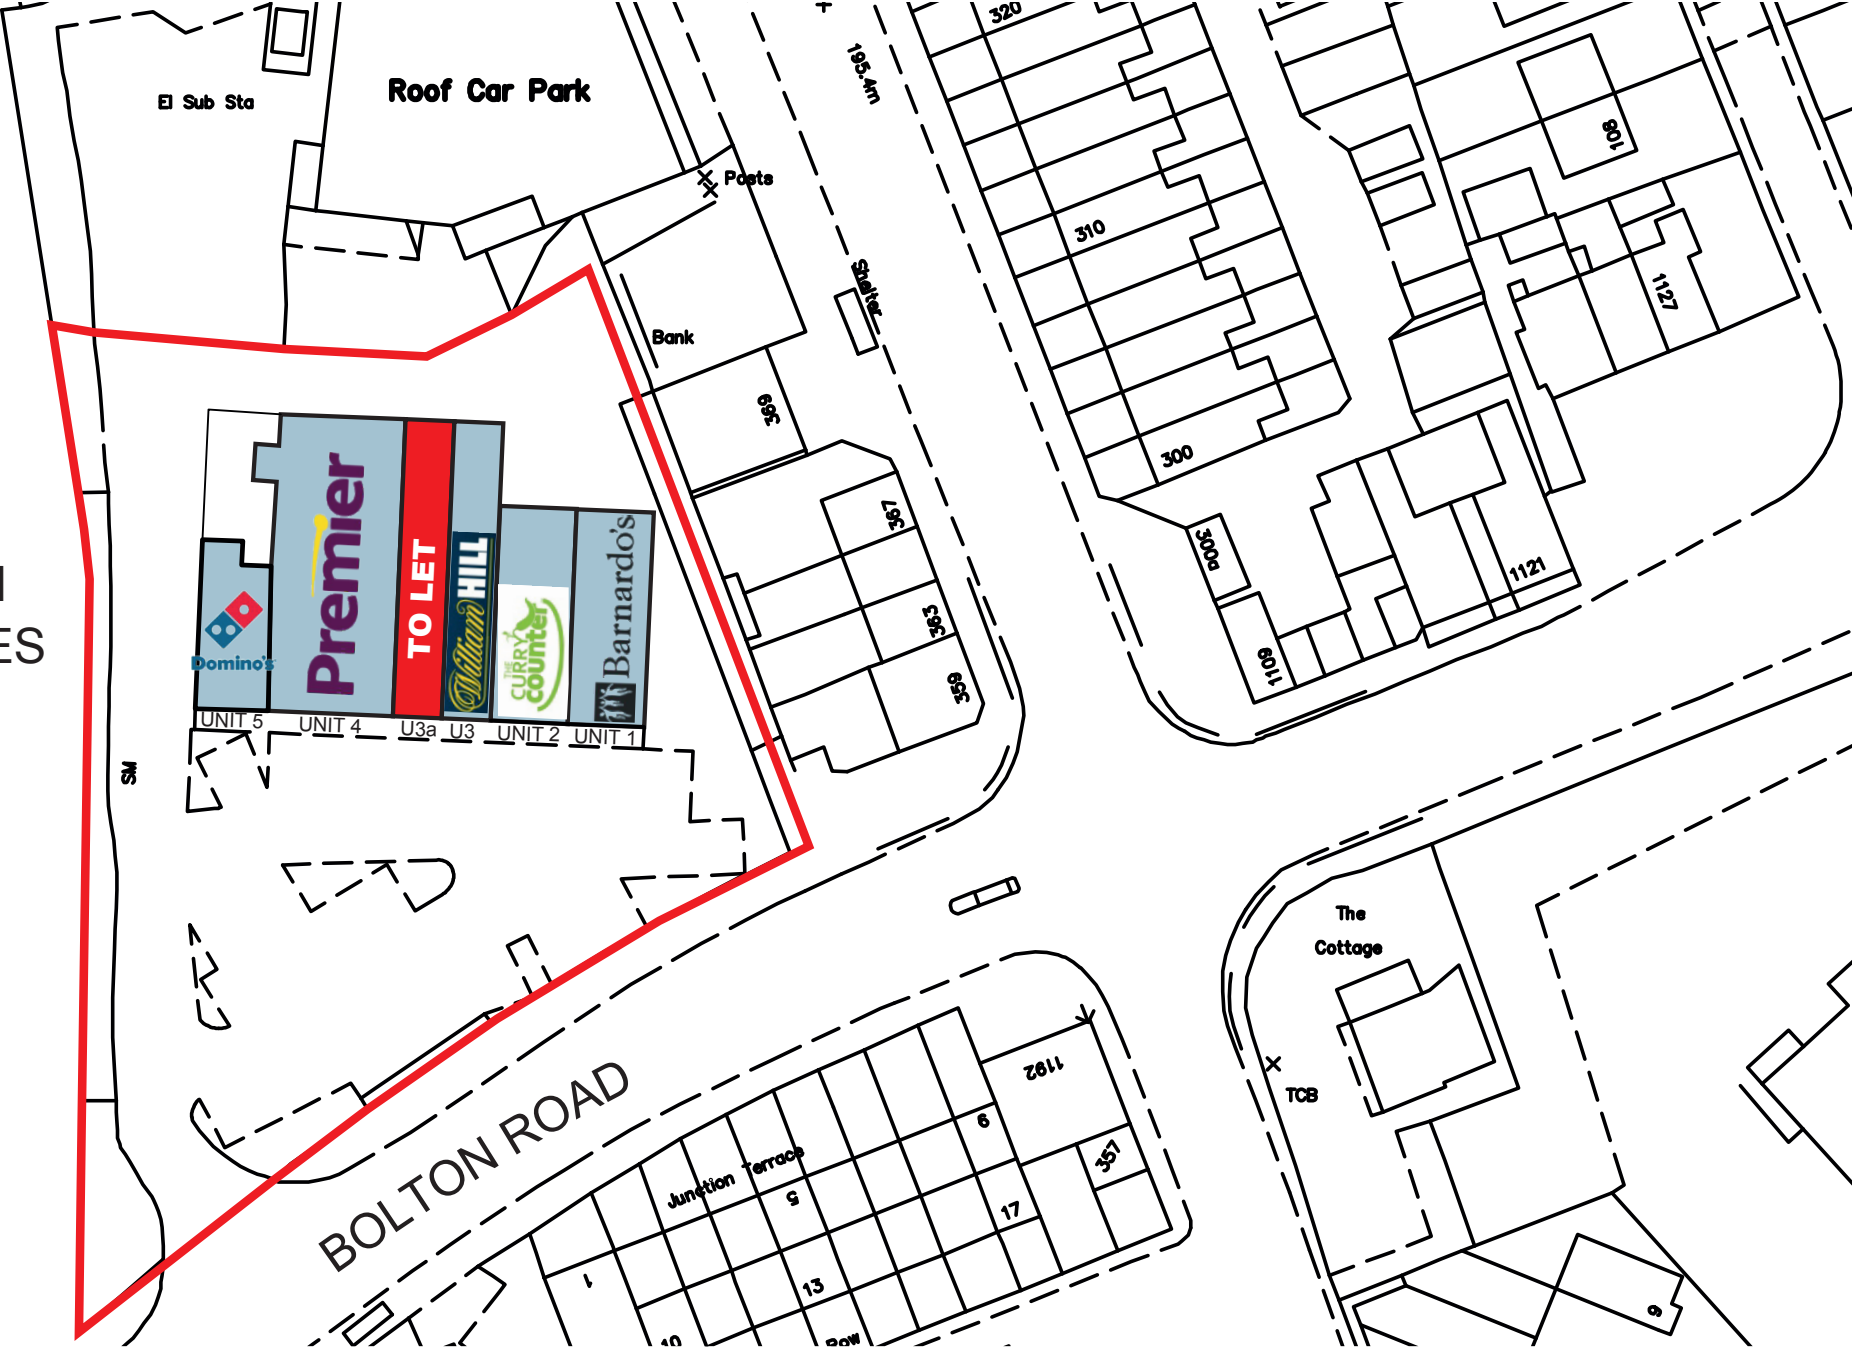 320
195.4m
Roof Car Park
El Sub Sta
108
Posts
310
Shelter
1127
Bank
369
300
367
300a
1121
ES
363
1109
359
Premier
TO LET
William HILL
THE CURRY counter
Barnardo's
Domino's
UNIT 5
UNIT 4
U3a
U3
UNIT 2
UNIT 1
SM
The
Cottage
TCB
BOLTON ROAD
1192
9
357
Junction Terrace
5
17
1
13
10
Row
9